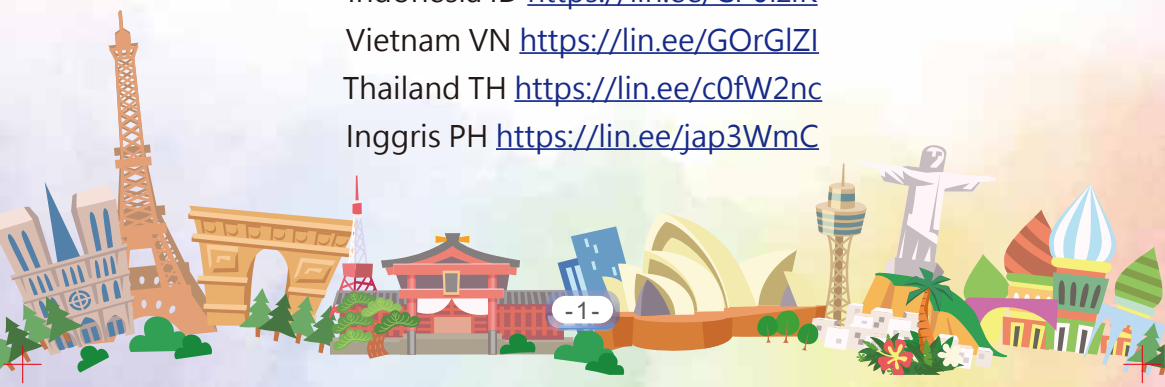 Vietnam VN https://lin.ee/GOrGlZI
Thailand TH https://lin.ee/c0fW2nc
Inggris PH https://lin.ee/jap3WmC
-1-